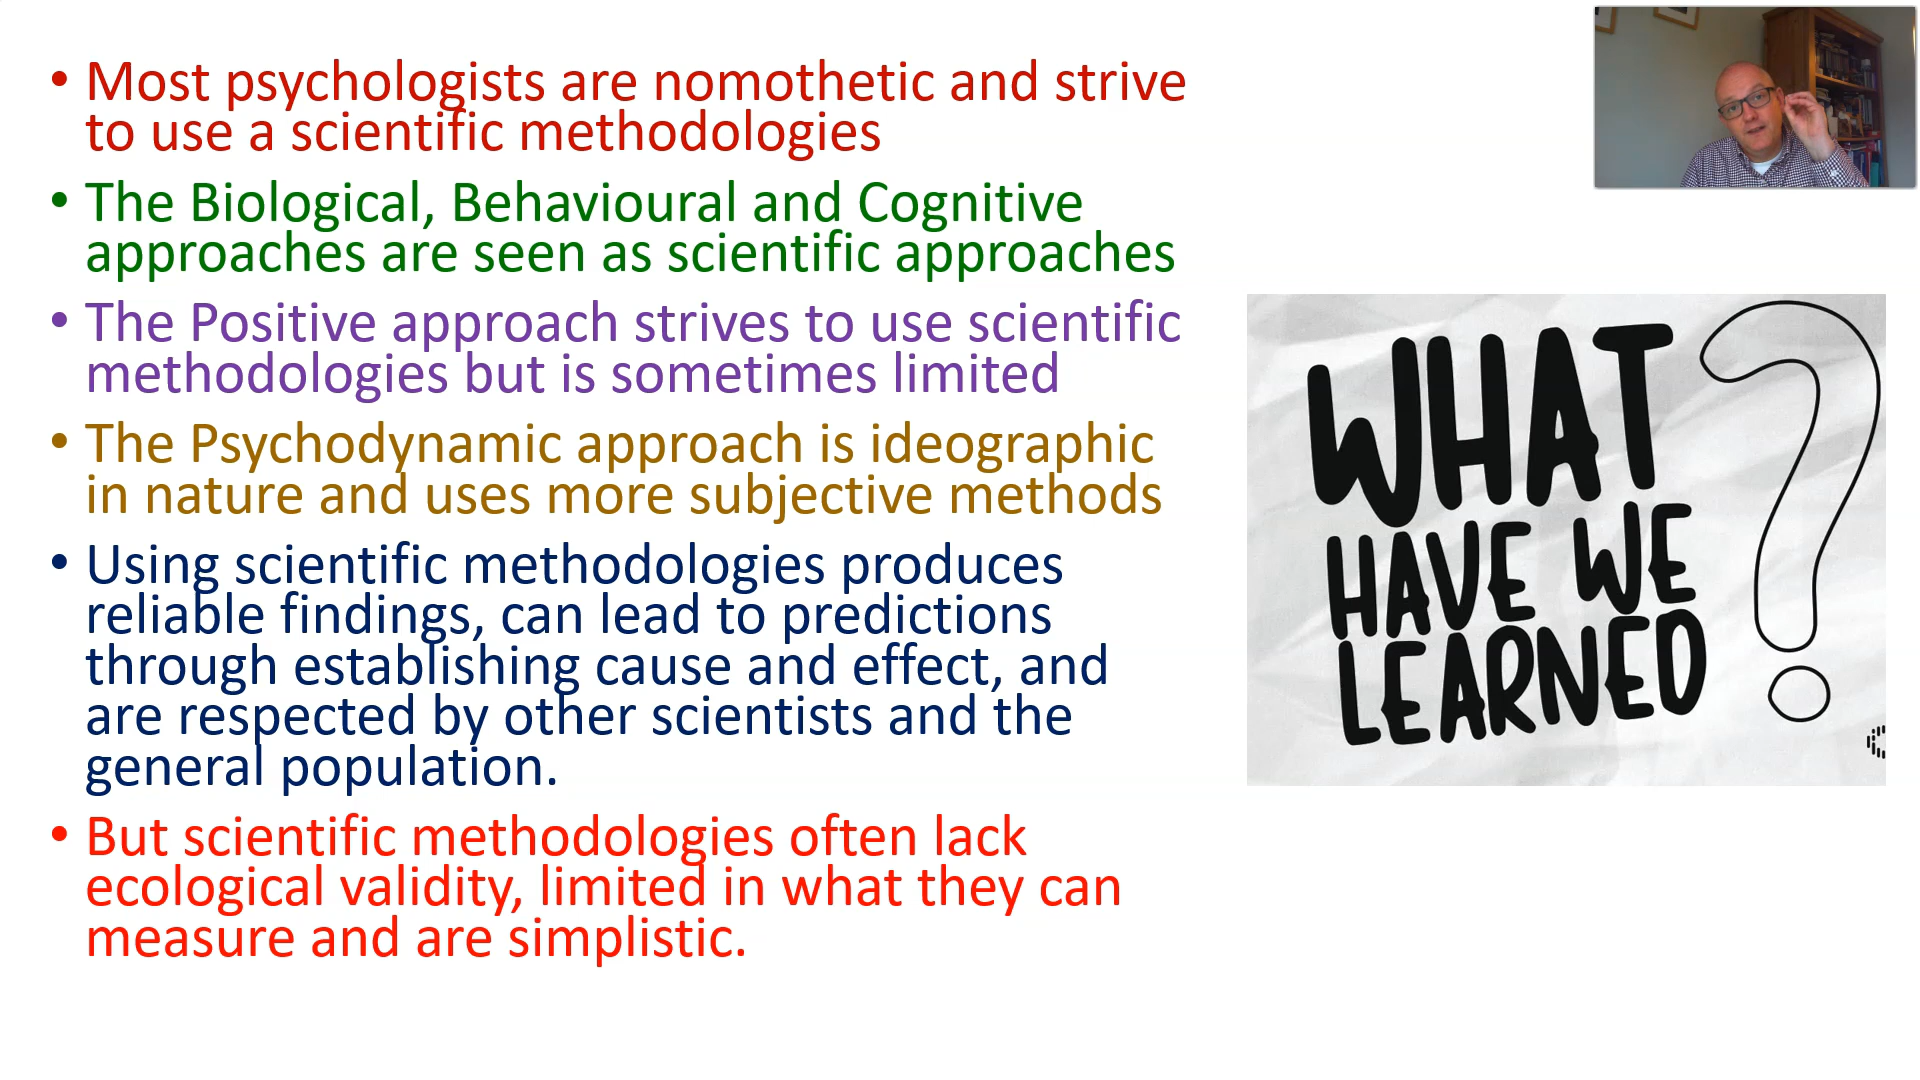 • Most psychologists are nomothetic and strive
to use a scientific methodologies
• The Biological, Behavioural and Cognitive
approaches are seen as scientific approaches
• The Positive approach strives to use scientific
methodologies but is sometimes limited
• The Psychodynamic approach is ideographic
in nature and uses more subjective methods
• Using scientific methodologies produces
reliable findings, can lead to predictions
through establishing cause and effect, and
are respected by other scientists and the
general population.
• But scientific methodologies often lack
ecological validity, limited in what they can
measure and are simplistic.
WHAT
HAVE WE
LEARNED
?